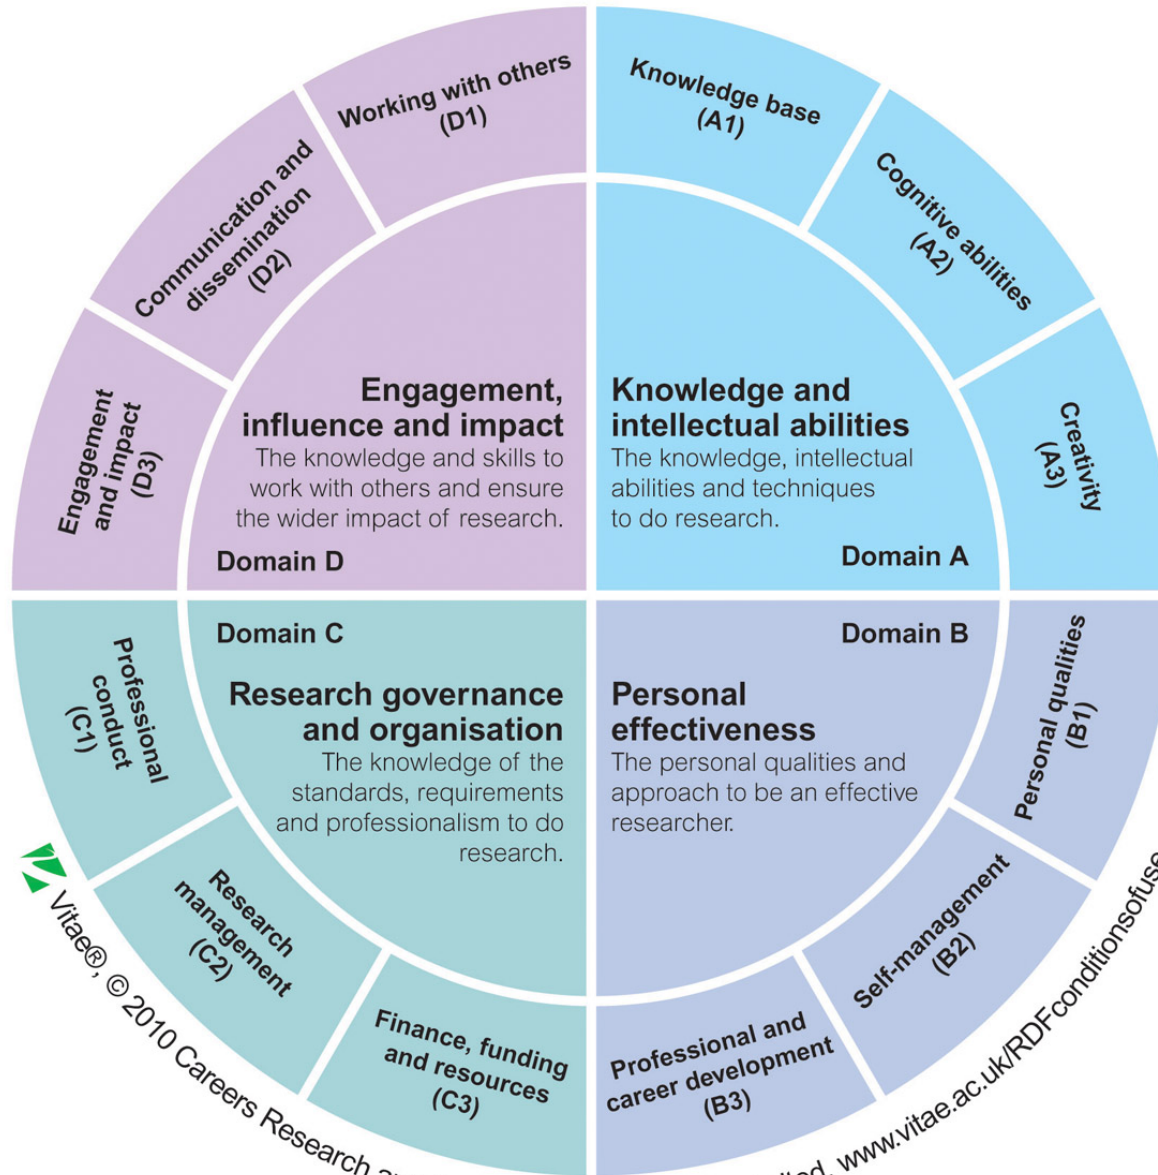 Working with others
(D1)
Knowledge base
(A1)
Communication and
dissemination
(D2)
Cognitive abilities
(A2)
Engagement
and impact
(D3)
Creativity
(A3)
Engagement,
influence and impact
The knowledge and skills to
work with others and ensure
the wider impact of research.
Domain D
Knowledge and
intellectual abilities
The knowledge, intellectual
abilities and techniques
to do research.
Domain A
Domain C
Research governance
and organisation
The knowledge of the
standards, requirements
and professionalism to do
research.
Domain B
Personal
effectiveness
The personal qualities and
approach to be an effective
researcher.
Professional
conduct
(C1)
Personal qualities
(B1)
Research
management
(C2)
Self-management
(B2)
Finance, funding
and resources
(C3)
Professional and
career development
(B3)
Vitae®, © 2010 Careers Research
www.vitae.ac.uk/RDFconditionsofuse